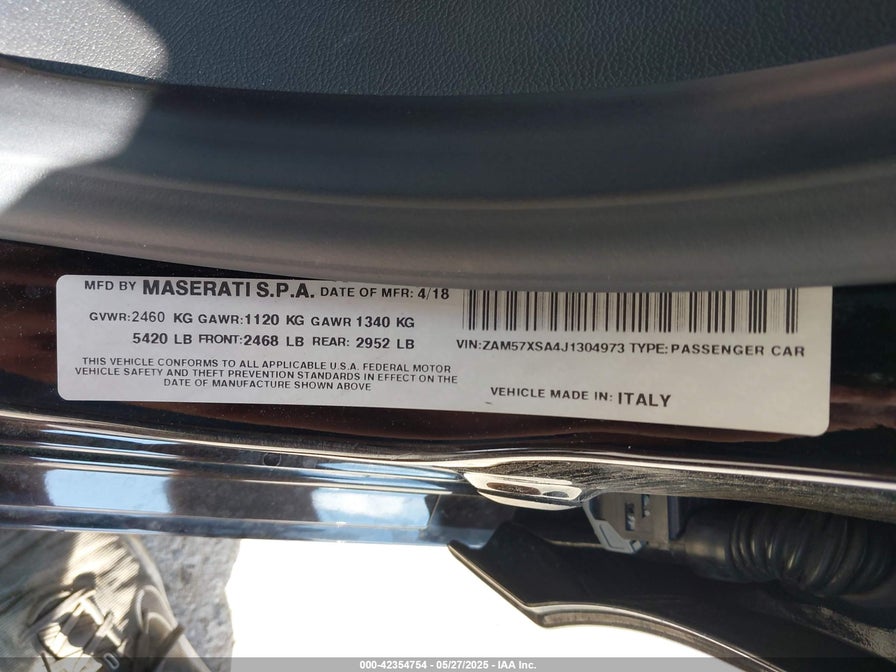 MFD BY MASERATI S.P.A. DATE OF MFR: 4/18
GVWR:2460 KG GAWR:1120 KG GAWR 1340 KG
5420 LB FRONT:2468 LB REAR: 2952 LB
THIS VEHICLE CONFORMS TO ALL APPLICABLE U.S.A. FEDERAL MOTOR
VEHICLE SAFETY AND THEFT PREVENTION STANDARDS IN EFFECT ON THE
DATE OF MANUFACTURE SHOWN ABOVE
VIN:ZAM57XSA4J1304973 TYPE:PASSENGER CAR
VEHICLE MADE IN: ITALY
000-42354754 - 05/27/2025 - IAA Inc.